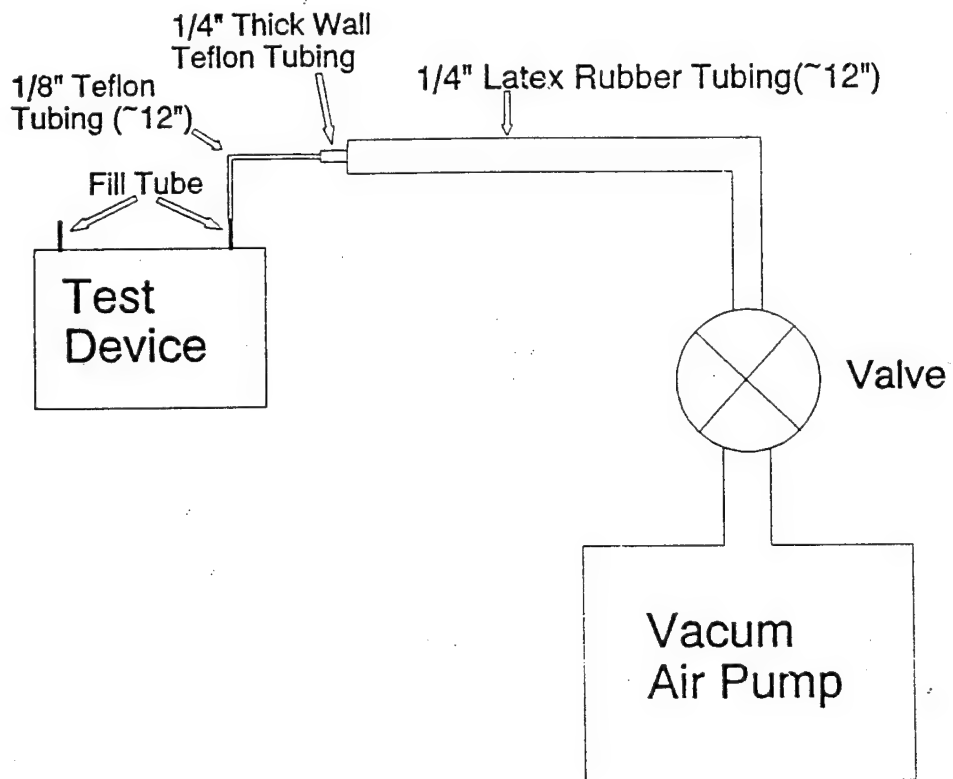 1/4" Thick Wall
Teflon Tubing
1/8" Teflon
Tubing (~12")
1/4" Latex Rubber Tubing(~12")
Fill Tube
Test
Device
Valve
Vacum
Air Pump